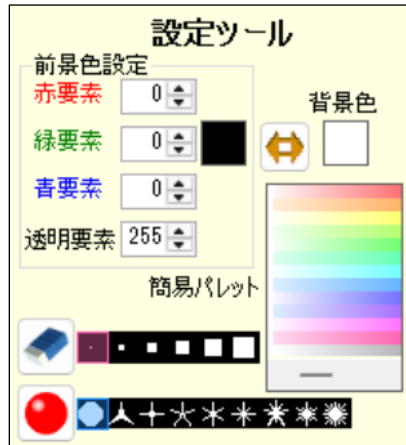 設定ツール
前景色設定
赤要素 0
背景色
緑要素 0
青要素 0
透明要素 255
簡易パレット